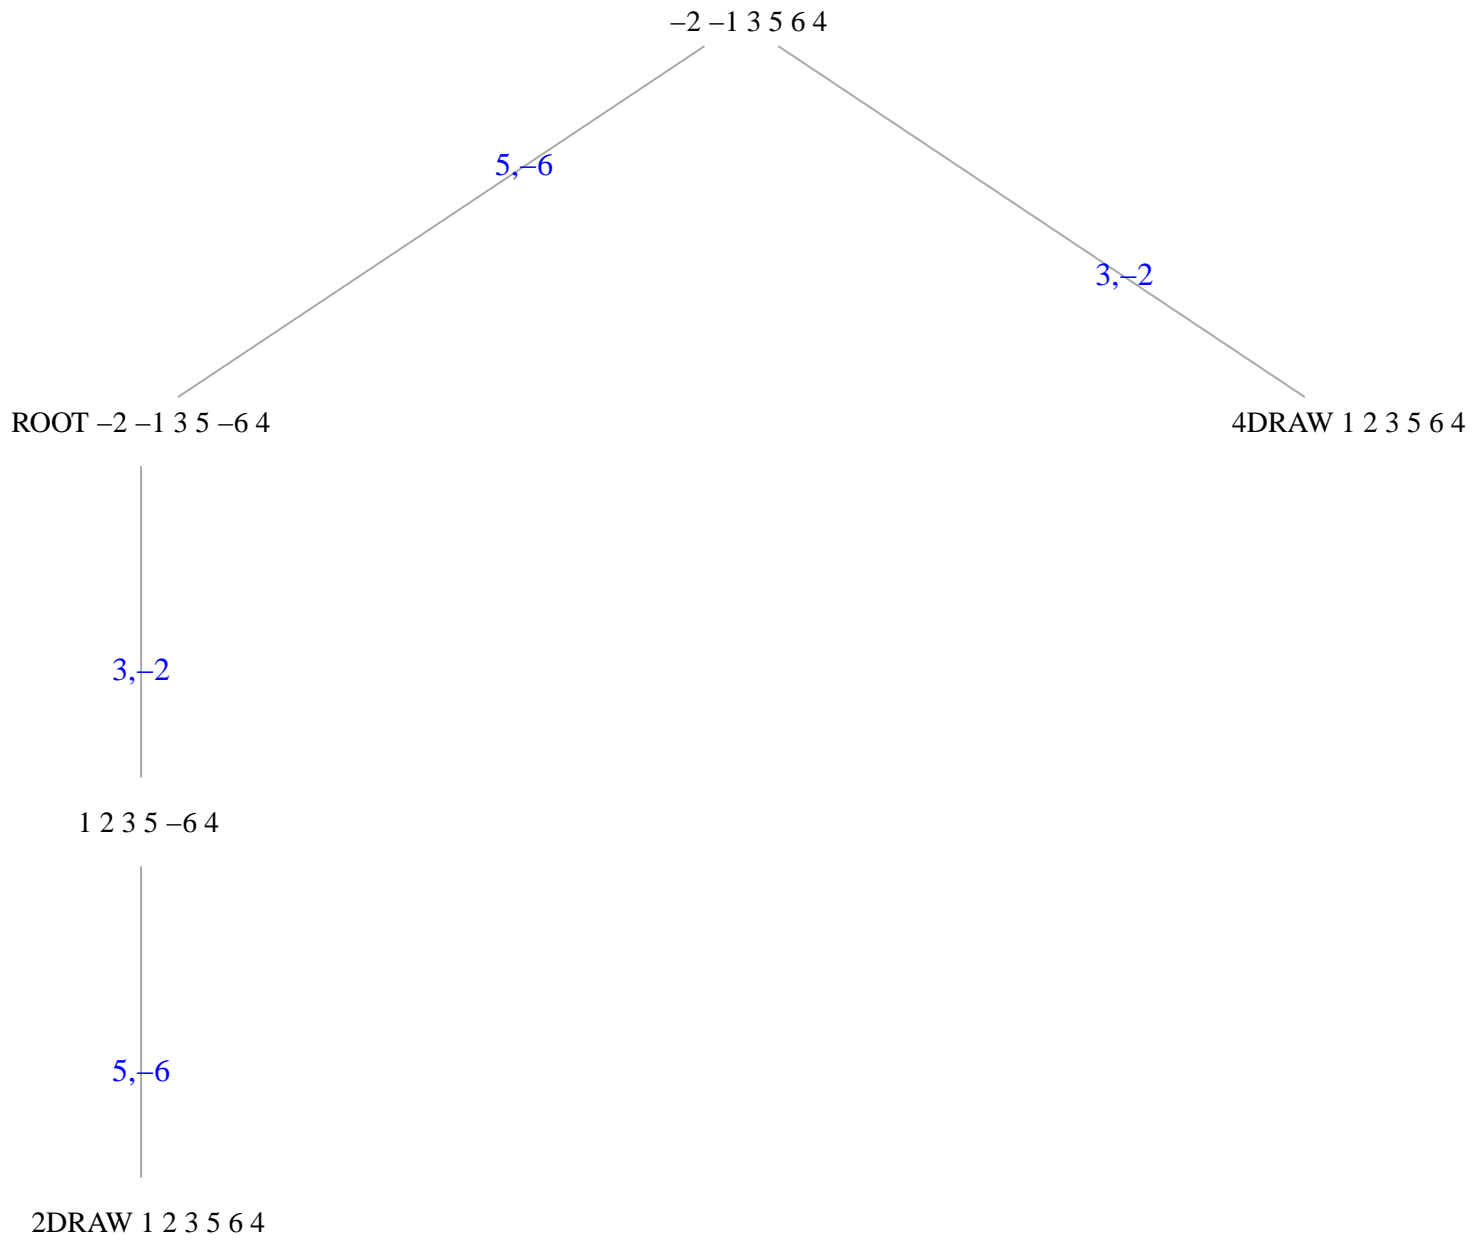 –2 –1 3 5 6 4
5,–6
3,–2
ROOT –2 –1 3 5 –6 4
4DRAW 1 2 3 5 6 4
3,–2
1 2 3 5 –6 4
5,–6
2DRAW 1 2 3 5 6 4